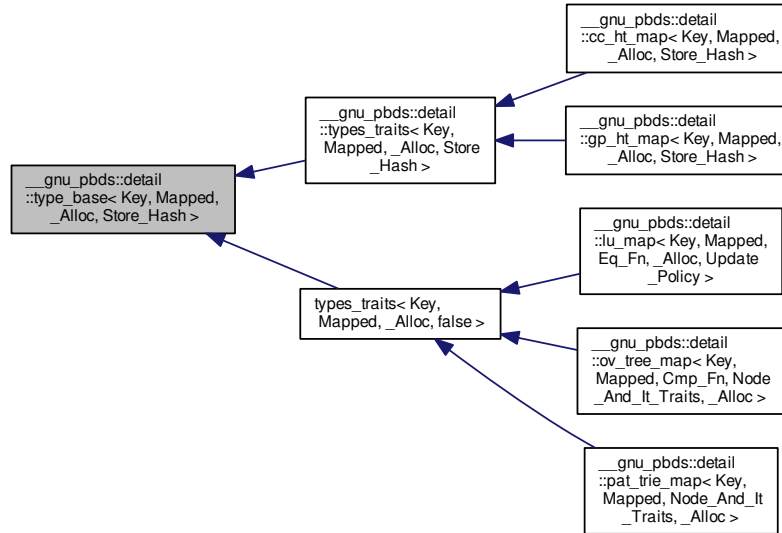 __gnu_pbds::detail
::cc_ht_map< Key, Mapped,
_Alloc, Store_Hash >
__gnu_pbds::detail
::types_traits< Key,
Mapped, _Alloc, Store
_Hash >
__gnu_pbds::detail
::gp_ht_map< Key, Mapped,
_Alloc, Store_Hash >
__gnu_pbds::detail
::type_base< Key, Mapped,
_Alloc, Store_Hash >
__gnu_pbds::detail
::lu_map< Key, Mapped,
Eq_Fn, _Alloc, Update
_Policy >
types_traits< Key,
Mapped, _Alloc, false >
__gnu_pbds::detail
::ov_tree_map< Key,
Mapped, Cmp_Fn, Node
_And_It_Traits, _Alloc >
__gnu_pbds::detail
::pat_trie_map< Key,
Mapped, Node_And_It
_Traits, _Alloc >